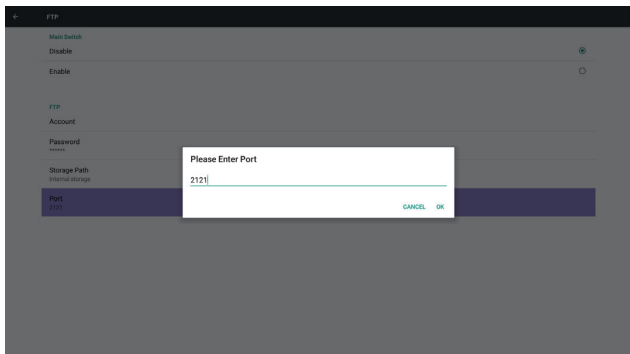 FTP
Main Switch
Disable
Enable
FTP
Account
Password
******
Storage Path
Internal storage
Port
2121
Please Enter Port
2121
CANCEL OK